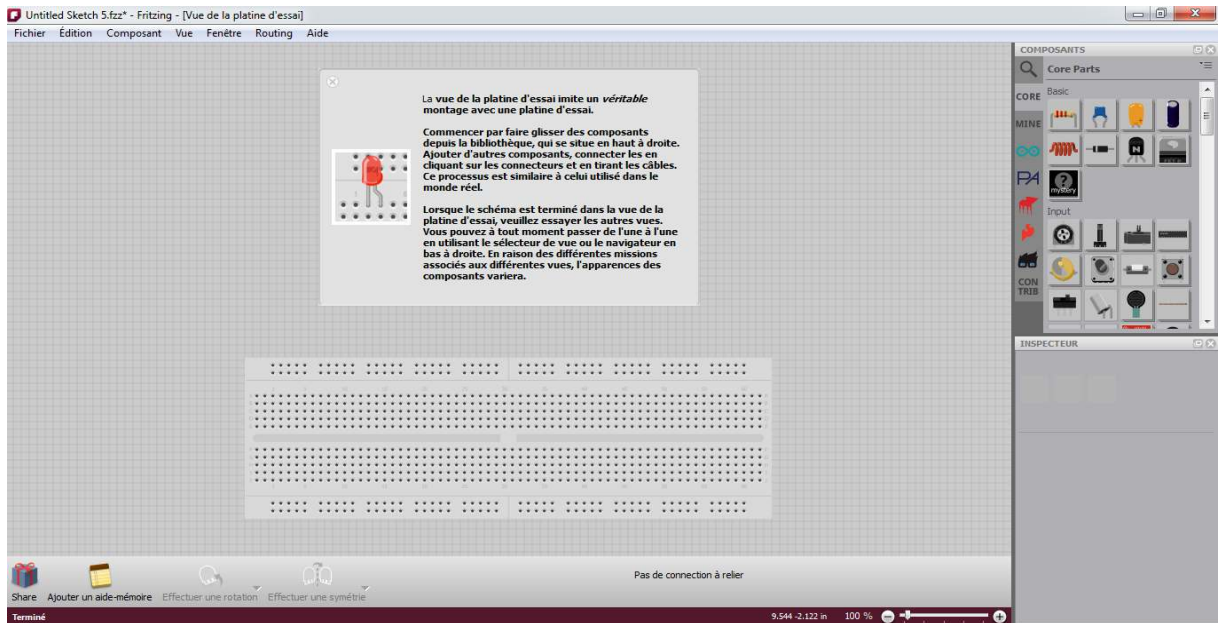 Untitled Sketch 5.fzz* - Fritzing - [Vue de la platine d'essai]
Fichier Édition Composant Vue Fenêtre Routing Aide
La vue de la platine d'essai imite un véritable
montage avec une platine d'essai.
Commencer par faire glisser des composants
depuis la bibliothèque, qui se situe en haut à droite.
Ajouter d'autres composants, connecter les en
cliquant sur les connecteurs et en tirant les câbles.
Ce processus est similaire à celui utilisé dans le
monde réel.
Lorsque le schéma est terminé dans la vue de la
platine d'essai, veuillez essayer les autres vues.
Vous pouvez à tout moment passer de l'une à l'une
en utilisant le sélecteur de vue ou le navigateur en
bas à droite. En raison des différentes missions
associés aux différentes vues, l'apparences des
composants variera.
COMPOSANTS
Core Parts
CORE
MINE
PA
CON
TRIB
Basic
N
?
mystery
Input
INSPECTEUR
Share Ajouter un aide-mémoire Effectuer une rotation Effectuer une symétrie
Pas de connection à relier
Terminé
9.544 -2.122 in 100 %